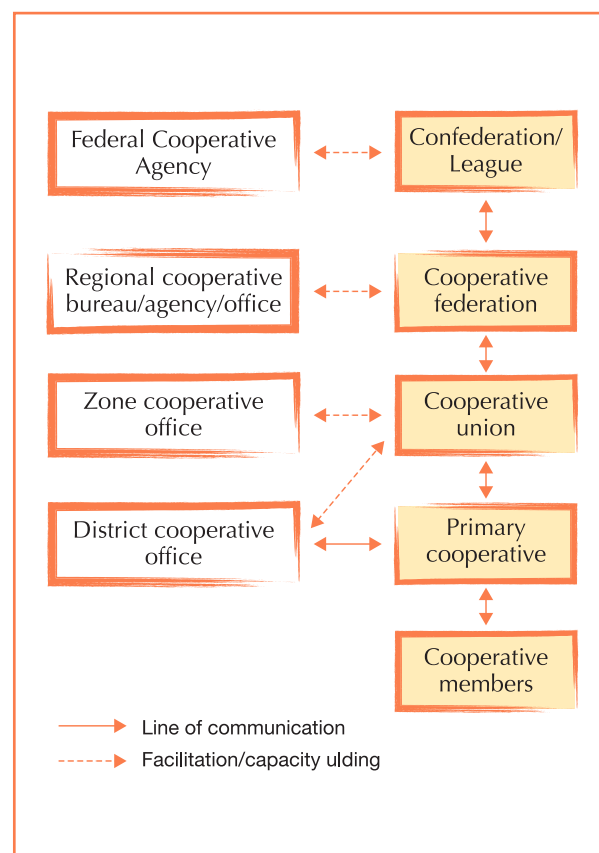 Federal Cooperative
Agency
Confederation/
League
Regional cooperative
bureau/agency/office
Cooperative
federation
Zone cooperative
office
Cooperative
union
District cooperative
office
Primary
cooperative
Cooperative
members
Line of communication
Facilitation/capacity ulding